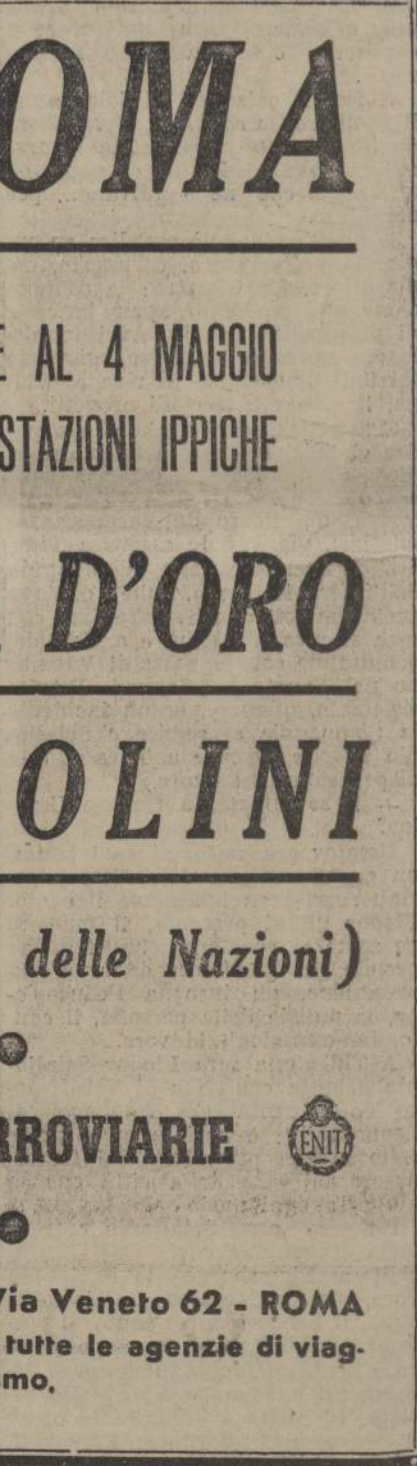 OMA
E AL 4 MAGGIO
STAZIONI IPPICHE
D'ORO
OLINI
delle Nazioni)
RROVIARIE ENIT
Via Veneto 62 - ROMA
tutte le agenzie di viag-
smo.